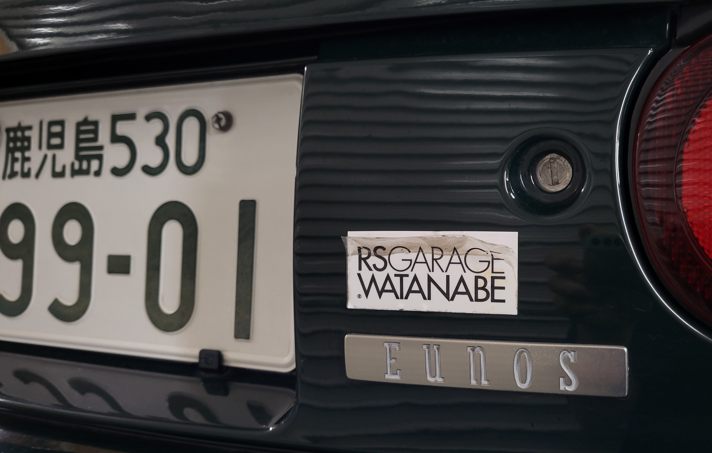 鹿児島530
99-01
RSGARAGE
WATANABE
EUNOS